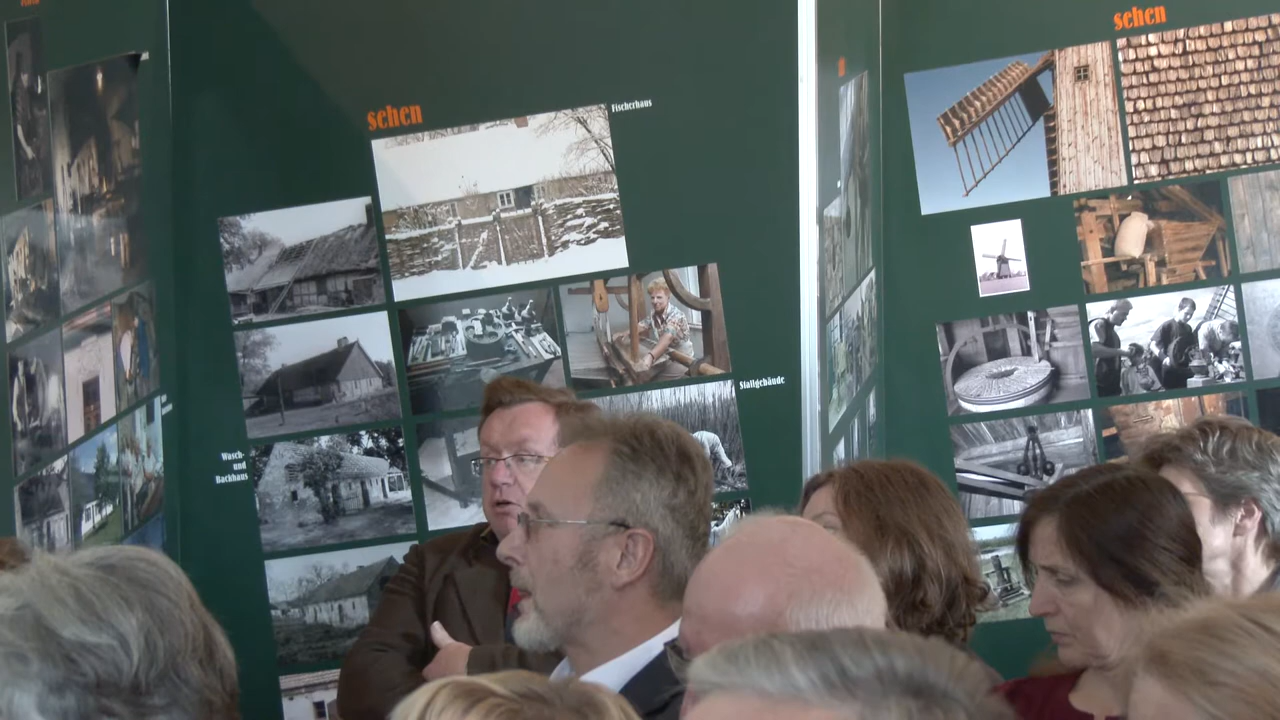 sehen
Fischerhaus
Stallgebäude
Wasch-
und
Backhaus
sehen